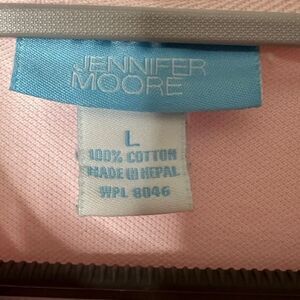 JENNIFER
MOORE
L
100% COTTON
MADE IN NEPAL
WPL 8046